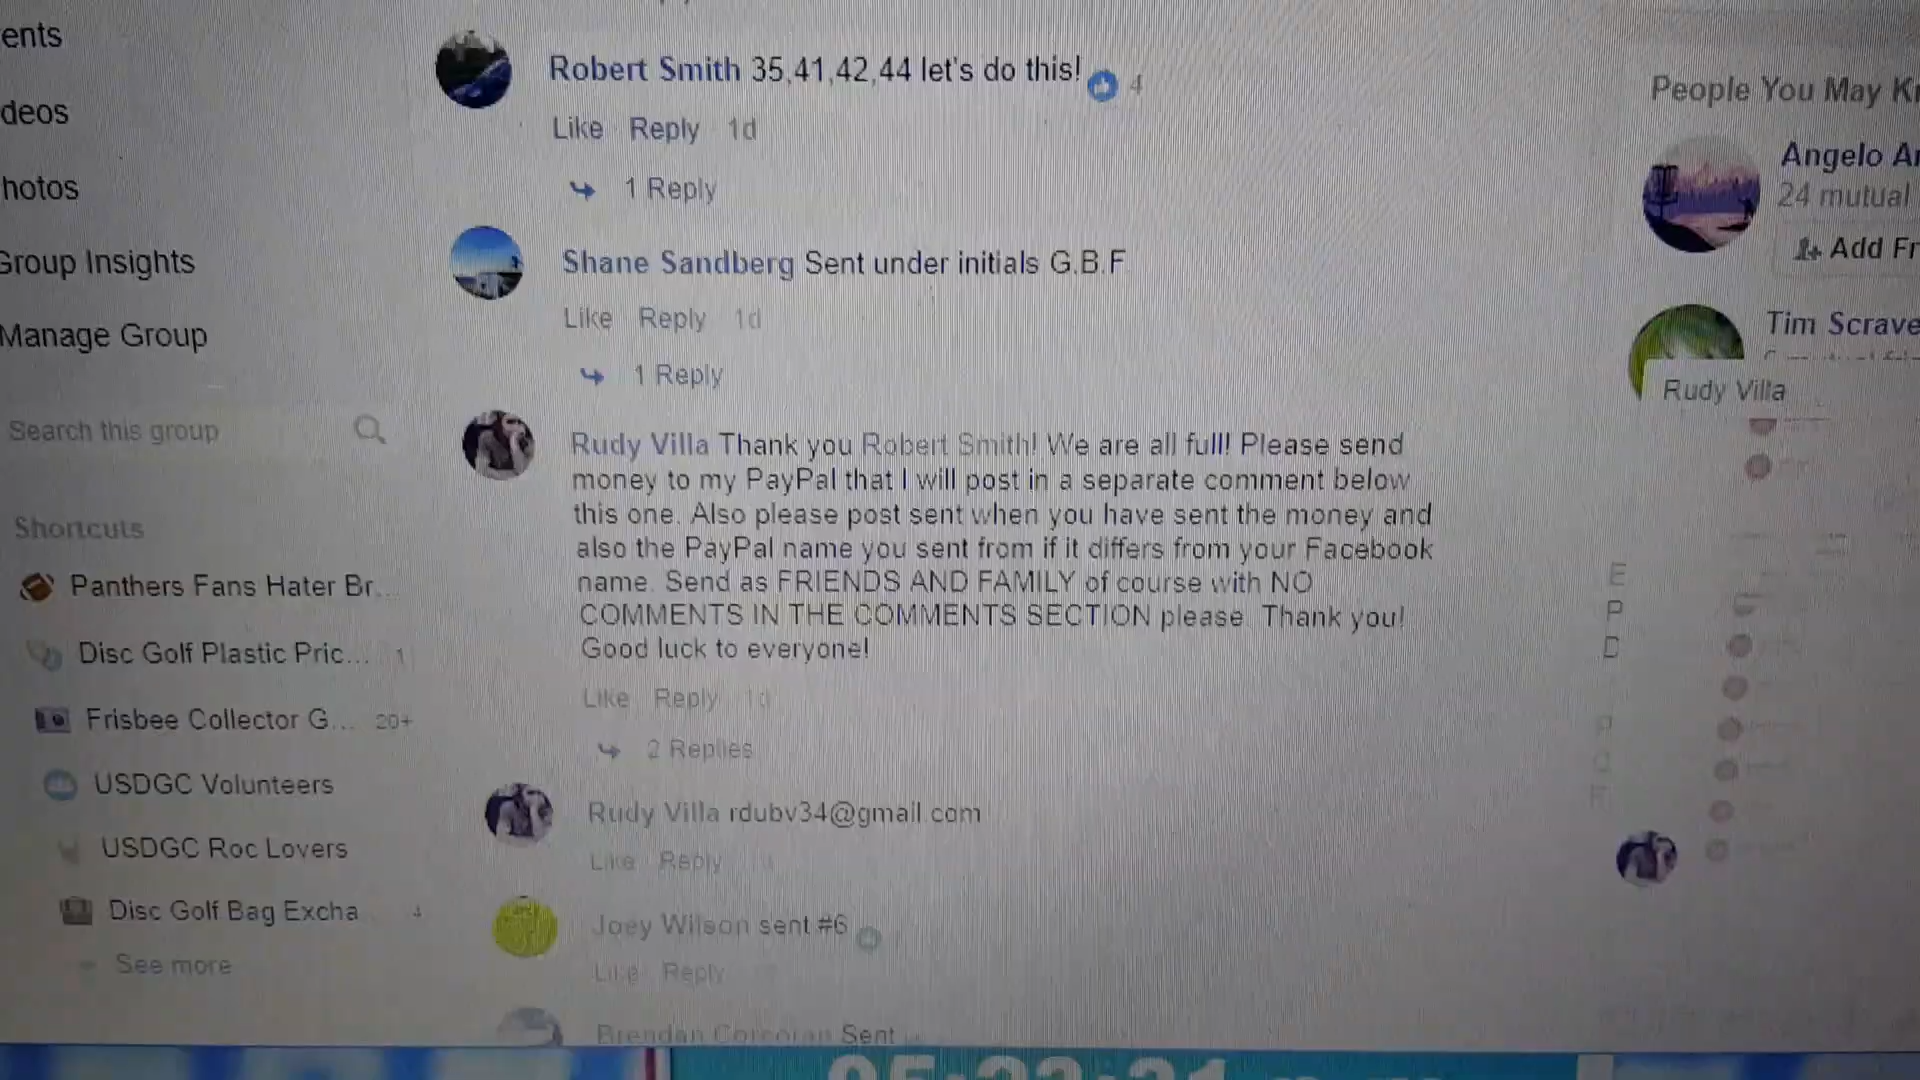 ents
deos
hotos
Group Insights
Manage Group
Search this group
Shortcuts
Panthers Fans Hater Br...
Disc Golf Plastic Pric... 1
Frisbee Collector G... 20+
USDGC Volunteers
USDGC Roc Lovers
Disc Golf Bag Excha 4
See more
Robert Smith 35,41,42,44 let's do this! 4
Like Reply 1d
1 Reply
Shane Sandberg Sent under initials G.B.F
Like Reply 1d
1 Reply
Rudy Villa Thank you Robert Smith! We are all full! Please send
money to my PayPal that I will post in a separate comment below
this one. Also please post sent when you have sent the money and
also the PayPal name you sent from if it differs from your Facebook
name. Send as FRIENDS AND FAMILY of course with NO
COMMENTS IN THE COMMENTS SECTION please. Thank you!
Good luck to everyone!
Like Reply 1d
2 Replies
Rudy Villa rdubv34@gmail.com
Like Reply
Joey Wilson sent #6
Like Reply
Brendan Corcoran Sent
People You May Kn
Angelo Ar
24 mutual
Add Fr
Tim Scrave
Rudy Villa
E
P
D